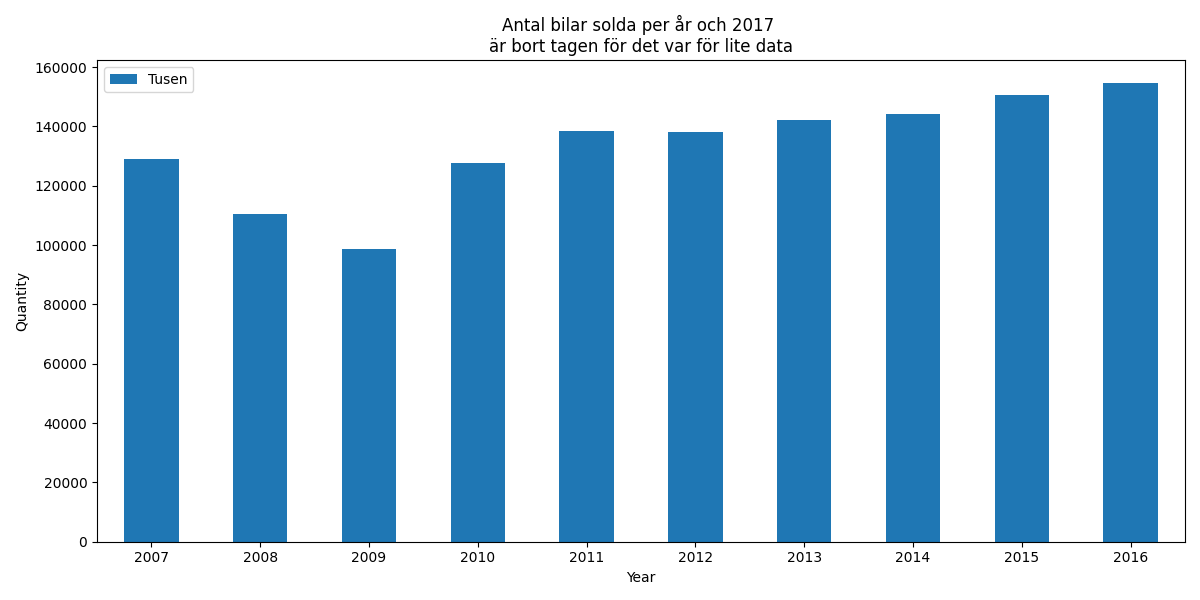 Antal bilar solda per år och 2017
är bort tagen för det var för lite data
160000
140000
120000
100000
80000
60000
40000
20000
0
Quantity
Tusen
2007 2008 2009 2010 2011 2012 2013 2014 2015 2016
Year